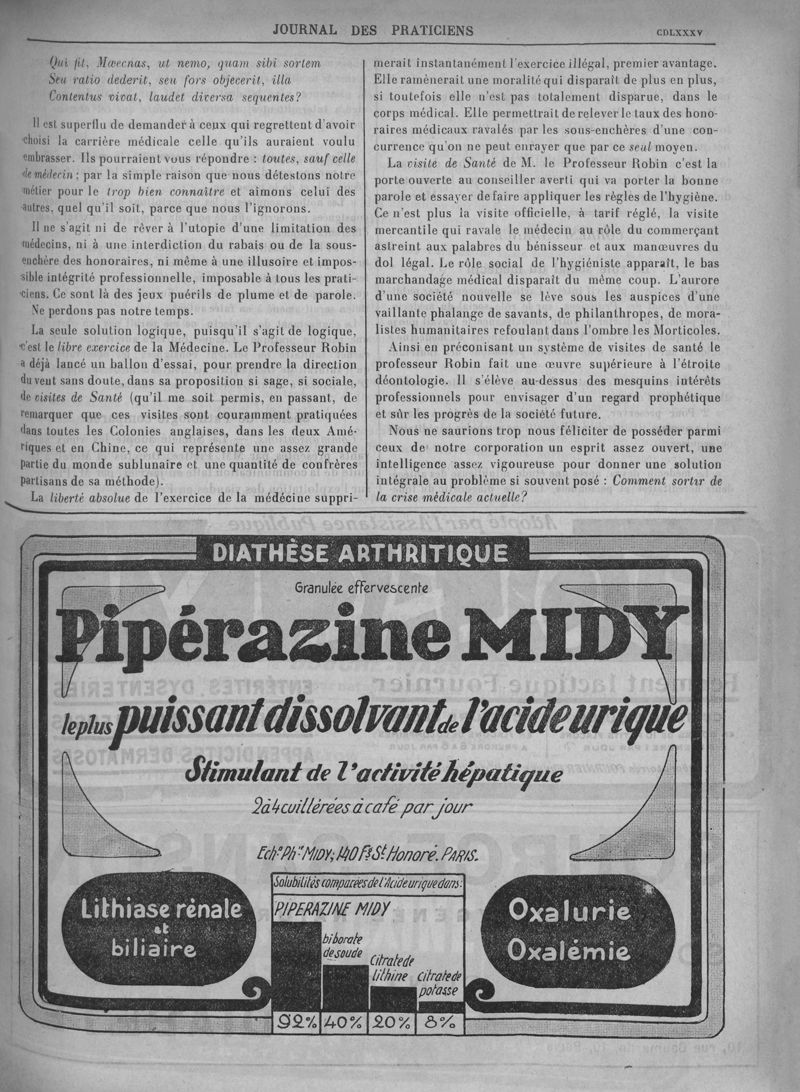 JOURNAL DES PRATICIENS
CDLXXXV
Qui fit, Mœcenas, ut nemo, quam sibi sortem
Seu ratio dederit, seu fors objecerit, illa
Contentus vivat, laudet diversa sequentes?
Il est superflu de demander à ceux qui regrettent d'avoir
choisi la carrière médicale celle qu'ils auraient voulu
embrasser. Ils pourraient vous répondre : toutes, sauf celle
de médecin ; par la simple raison que nous détestons notre
métier pour le trop bien connaître et aimons celui des
autres, quel qu'il soit, parce que nous l'ignorons.
Il ne s'agit ni de rêver à l'utopie d'une limitation des
médecins, ni à une interdiction du rabais ou de la sous-
enchère des honoraires, ni même à une illusoire et impos-
sible intégrité professionnelle, imposable à tous les prati-
ciens. Ce sont là des jeux puérils de plume et de parole.
Ne perdons pas notre temps.
La seule solution logique, puisqu'il s'agit de logique,
c'est le libre exercice de la Médecine. Le Professeur Robin
a déjà lancé un ballon d'essai, pour prendre la direction
du vent sans doute, dans sa proposition si sage, si sociale,
de visites de Santé (qu'il me soit permis, en passant, de
remarquer que ces visites sont couramment pratiquées
dans toutes les Colonies anglaises, dans les deux Amé-
riques et en Chine, ce qui représente une assez grande
partie du monde sublunaire et une quantité de confrères
partisans de sa méthode).
La liberté absolue de l'exercice de la médécine suppri-
merait instantanément l'exercice illégal, premier avantage.
Elle ramènerait une moralité qui disparaît de plus en plus,
si toutefois elle n'est pas totalement disparue, dans le
corps médical. Elle permettrait de relever le taux des hono-
raires médicaux ravalés par les sous-enchères d'une con-
currence qu'on ne peut enrayer que par ce seul moyen.
La visite de Santé de M. le Professeur Robin c'est la
porte ouverte au conseiller averti qui va porter la bonne
parole et essayer de faire appliquer les règles de l'hygiène.
Ce n'est plus la visite officielle, à tarif réglé, la visite
mercantile qui ravale le médecin au rôle du commerçant
astreint aux palabres du bénisseur et aux manœuvres du
dol légal. Le rôle social de l'hygiéniste apparaît, le bas
marchandage médical disparaît du même coup. L'aurore
d'une société nouvelle se lève sous les auspices d'une
vaillante phalange de savants, de philanthropes, de mora-
listes humanitaires refoulant dans l'ombre les Morticoles.
Ainsi en préconisant un système de visites de santé le
professeur Robin fait une œuvre supérieure à l'étroite
déontologie. Il s'élève au-dessus des mesquins intérêts
professionnels pour envisager d'un regard prophétique
et sûr les progrès de la société future.
Nous ne saurions trop nous féliciter de posséder parmi
ceux de notre corporation un esprit assez ouvert, une
intelligence assez vigoureuse pour donner une solution
intégrale au problème si souvent posé : Comment sortir de
la crise médicale actuelle?
DIATHÈSE ARTHRITIQUE
Granulée effervescente
Pipérazine MIDY
le plus puissant dissolvant de l'acide urique
Stimulant de l'activité hépatique
2 à 4 cuillérées à café par jour
Echons Phie MIDY, 140 Fg St Honoré. PARIS.
Lithiase rénale
et
biliaire
Solubilités comparées de l'Acide urique dans:
PIPERAZINE MIDY
biborate
de soude
Citrate de
lithine
Citrate de
potasse
92% 40% 20% 8%
Oxalurie
Oxalémie